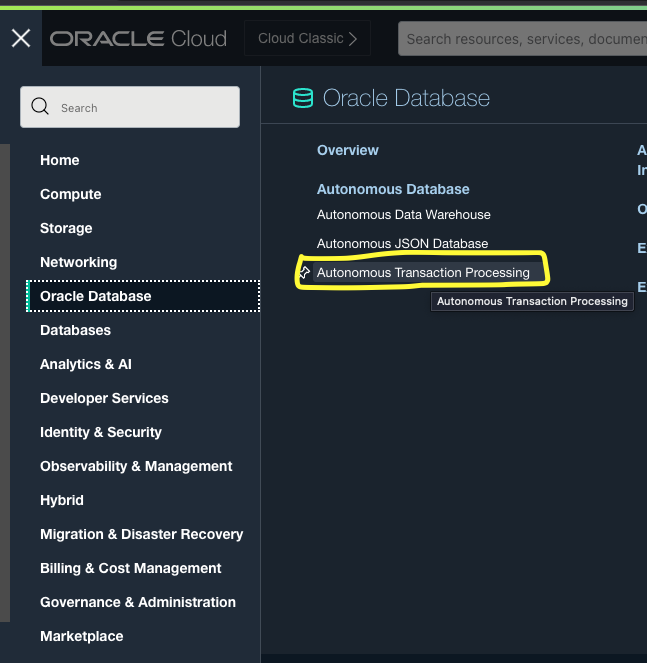 ORACLE Cloud
Cloud Classic
Search resources, services, documen
Search
Home
Compute
Storage
Networking
Oracle Database
Databases
Analytics & AI
Developer Services
Identity & Security
Observability & Management
Hybrid
Migration & Disaster Recovery
Billing & Cost Management
Governance & Administration
Marketplace
Oracle Database
Overview
Autonomous Database
Autonomous Data Warehouse
Autonomous JSON Database
Autonomous Transaction Processing
Autonomous Transaction Processing